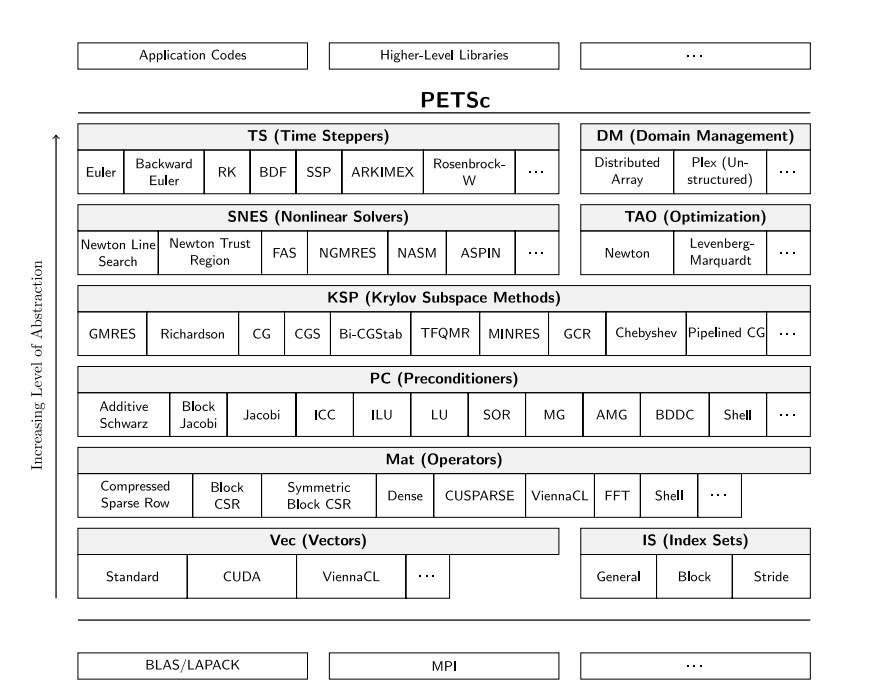 Application Codes
Higher-Level Libraries
...
PETSc
Increasing Level of Abstraction
TS (Time Steppers)
Euler
Backward
Euler
RK
BDF
SSP
ARKIMEX
Rosenbrock-
W
...
DM (Domain Management)
Distributed
Array
Plex (Un-
structured)
...
SNES (Nonlinear Solvers)
Newton Line
Search
Newton Trust
Region
FAS
NGMRES
NASM
ASPIN
...
TAO (Optimization)
Newton
Levenberg-
Marquardt
...
KSP (Krylov Subspace Methods)
GMRES
Richardson
CG
CGS
Bi-CGStab
TFQMR
MINRES
GCR
Chebyshev
Pipelined CG
...
PC (Preconditioners)
Additive
Schwarz
Block
Jacobi
Jacobi
ICC
ILU
LU
SOR
MG
AMG
BDDC
Shell
...
Mat (Operators)
Compressed
Sparse Row
Block
CSR
Symmetric
Block CSR
Dense
CUSPARSE
ViennaCL
FFT
Shell
...
Vec (Vectors)
Standard
CUDA
ViennaCL
...
IS (Index Sets)
General
Block
Stride
BLAS/LAPACK
MPI
...